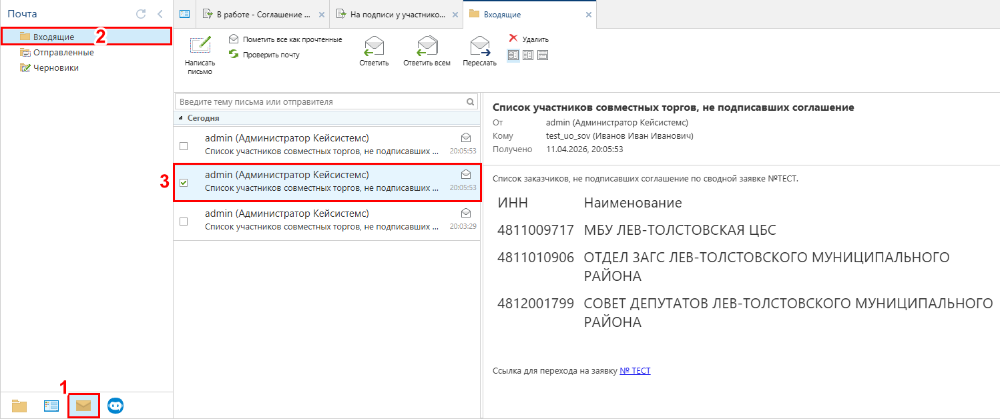 Почта
Входящие
2
Отправленные
Черновики
В работе - Соглашение ...
На подписи у участнико...
Входящие
Написать
письмо
Пометить все как прочтенные
Проверить почту
Ответить
Ответить всем
Переслать
Удалить
Введите тему письма или отправителя
Сегодня
admin (Администратор Кейсистемс)
Список участников совместных торгов, не подписавших ...
20:05:53
3
admin (Администратор Кейсистемс)
Список участников совместных торгов, не подписавших ...
20:05:53
admin (Администратор Кейсистемс)
Список участников совместных торгов, не подписавших ...
20:03:29
Список участников совместных торгов, не подписавших соглашение
От admin (Администратор Кейсистемс)
Кому test_uo_sov (Иванов Иван Иванович)
Получено 11.04.2026, 20:05:53
Список заказчиков, не подписавших соглашение по сводной заявке №ТЕСТ.
ИНН Наименование
4811009717 МБУ ЛЕВ-ТОЛСТОВСКАЯ ЦБС
4811010906 ОТДЕЛ ЗАГС ЛЕВ-ТОЛСТОВСКОГО МУНИЦИПАЛЬНОГО
РАЙОНА
4812001799 СОВЕТ ДЕПУТАТОВ ЛЕВ-ТОЛСТОВСКОГО МУНИЦИПАЛЬНОГО
РАЙОНА
Ссылка для перехода на заявку № ТЕСТ
1